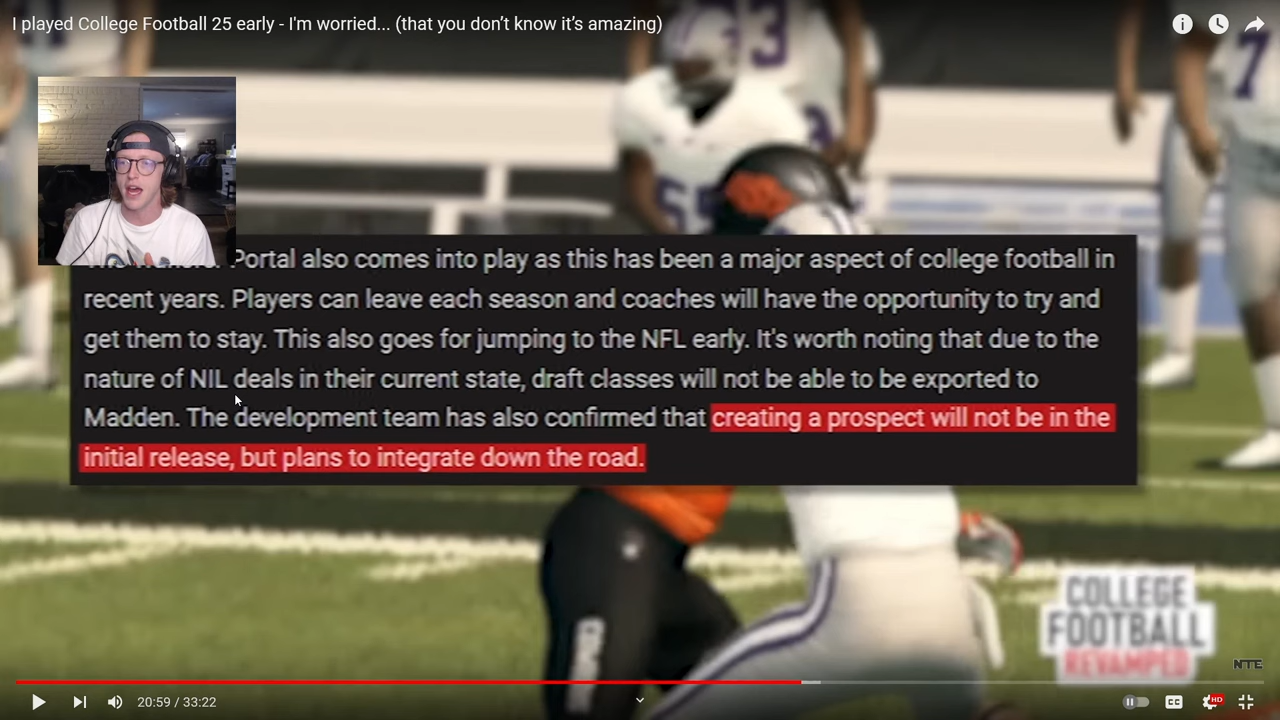 I played College Football 25 early - I'm worried... (that you don’t know it’s amazing)
3
7
55
Portal also comes into play as this has been a major aspect of college football in
recent years. Players can leave each season and coaches will have the opportunity to try and
get them to stay. This also goes for jumping to the NFL early. It's worth noting that due to the
nature of NIL deals in their current state, draft classes will not be able to be exported to
Madden. The development team has also confirmed that creating a prospect will not be in the
initial release, but plans to integrate down the road.
COLLEGE
FOOTBALL
REVAMPED
NTE
20:59 / 33:22
CC
HD